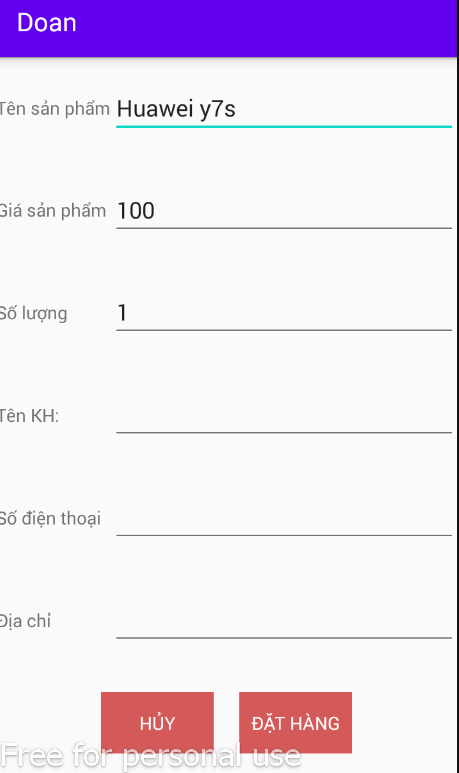 Doan
Tên sản phẩm Huawei y7s
Giá sản phẩm 100
Số lượng 1
Tên KH:
Số điện thoại
Địa chỉ
HỦY ĐẶT HÀNG
Free for personal use